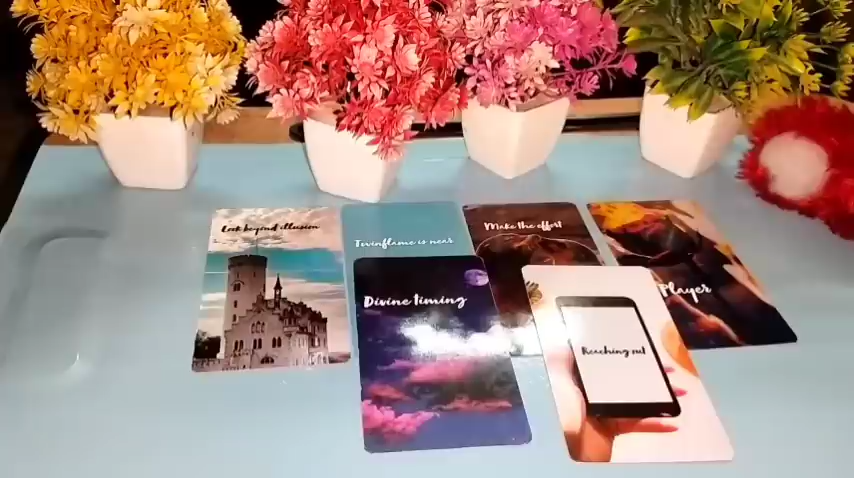 Look beyond illusion
Twinflame is near
Make the effort
Player
Divine timing
Reaching out